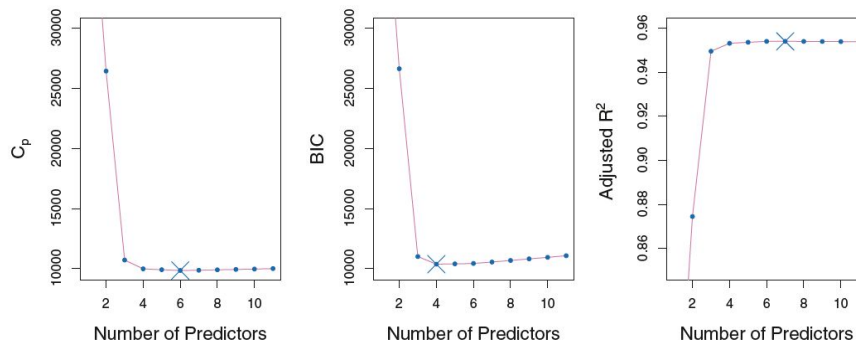 C_p
30000
25000
20000
15000
10000
2 4 6 8 10
Number of Predictors
BIC
30000
25000
20000
15000
10000
2 4 6 8 10
Number of Predictors
Adjusted R²
0.96
0.94
0.92
0.90
0.88
0.86
2 4 6 8 10
Number of Predictors